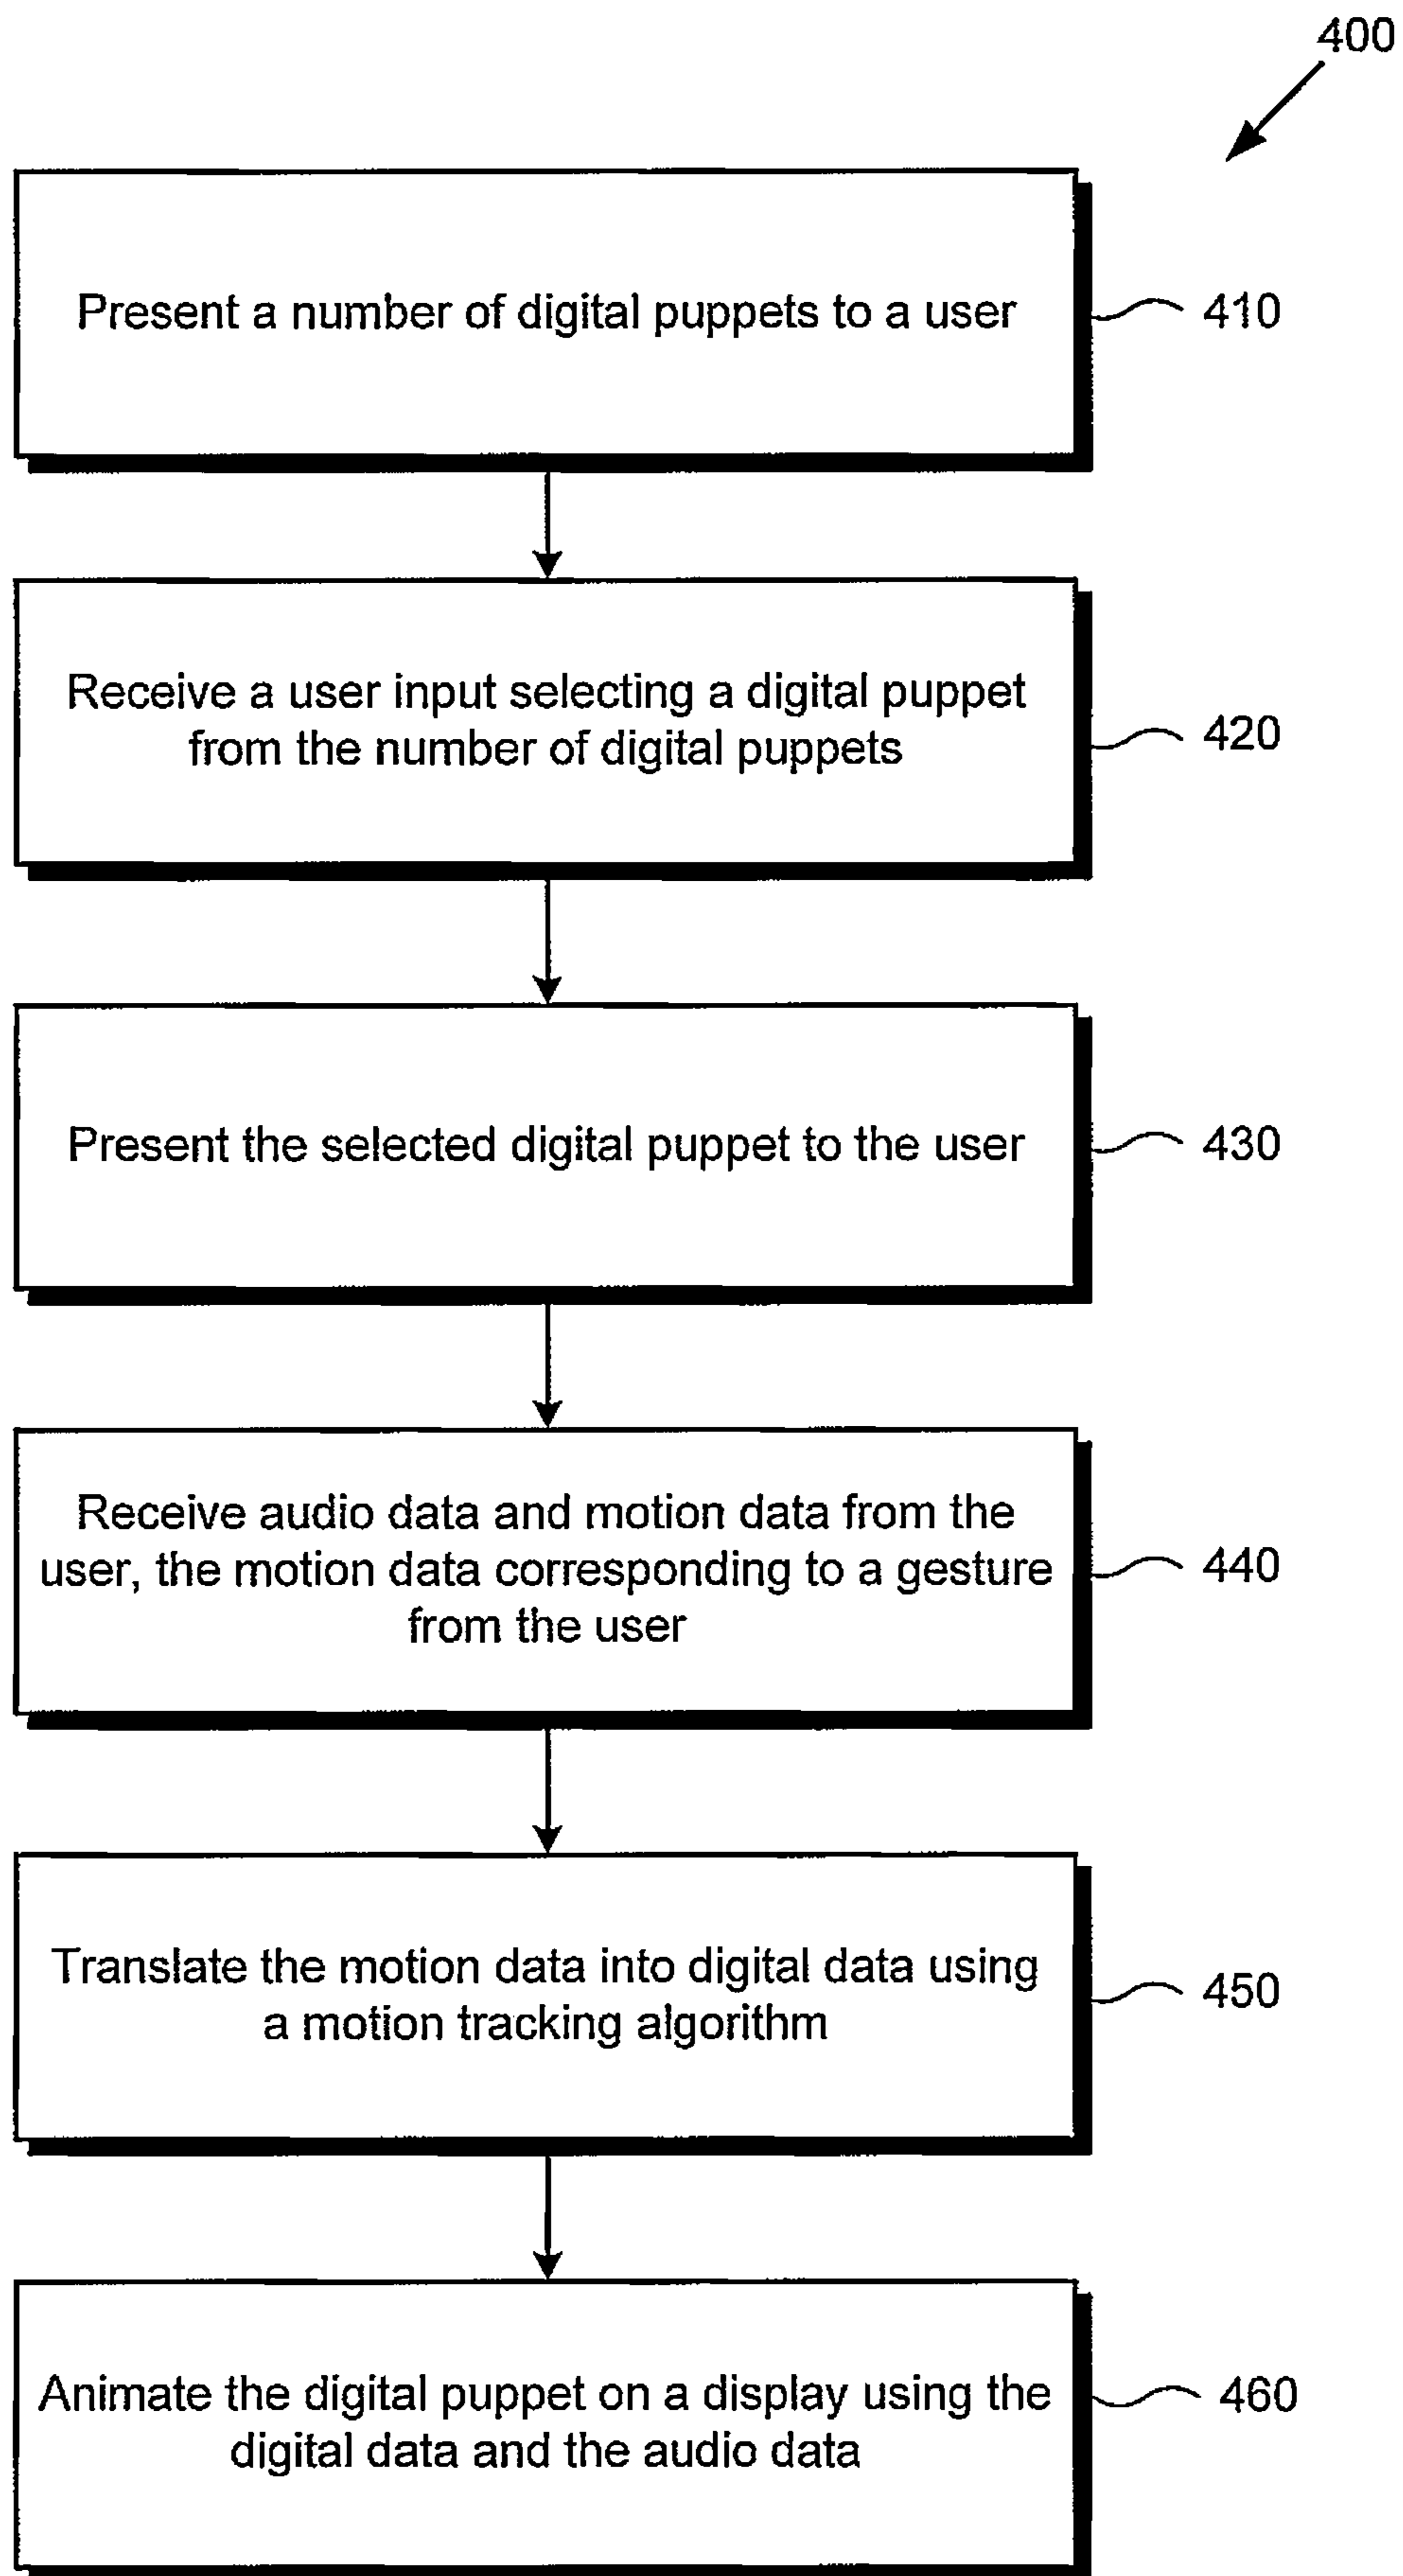 400
Present a number of digital puppets to a user
410
Receive a user input selecting a digital puppet
from the number of digital puppets
420
Present the selected digital puppet to the user
430
Receive audio data and motion data from the
user, the motion data corresponding to a gesture
from the user
440
Translate the motion data into digital data using
a motion tracking algorithm
450
Animate the digital puppet on a display using the
digital data and the audio data
460